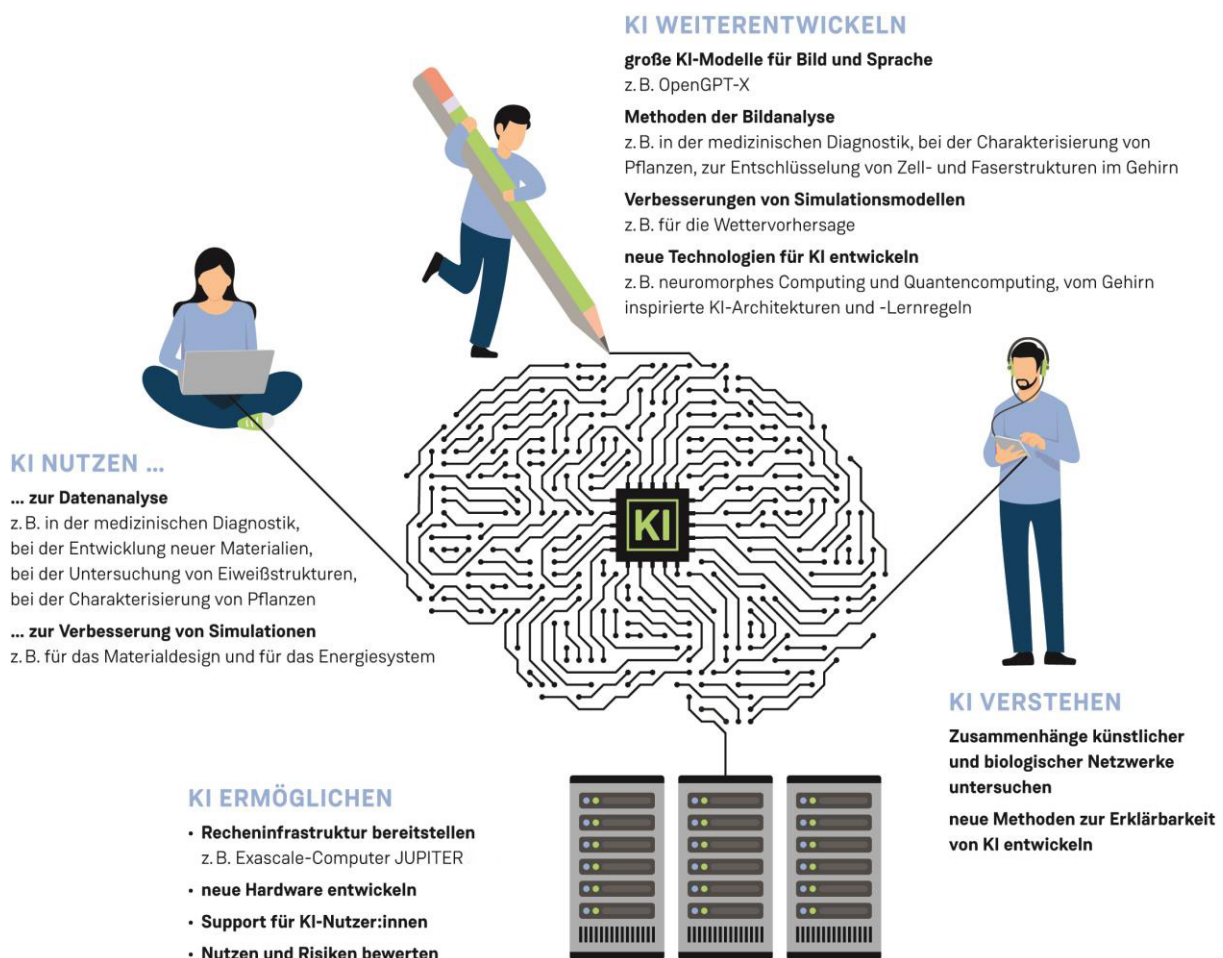 KI WEITERENTWICKELN
große KI-Modelle für Bild und Sprache
z. B. OpenGPT-X
Methoden der Bildanalyse
z. B. in der medizinischen Diagnostik, bei der Charakterisierung von
Pflanzen, zur Entschlüsselung von Zell- und Faserstrukturen im Gehirn
Verbesserungen von Simulationsmodellen
z. B. für die Wettervorhersage
neue Technologien für KI entwickeln
z. B. neuromorphes Computing und Quantencomputing, vom Gehirn
inspirierte KI-Architekturen und -Lernregeln
KI NUTZEN ...
... zur Datenanalyse
z. B. in der medizinischen Diagnostik,
bei der Entwicklung neuer Materialien,
bei der Untersuchung von Eiweißstrukturen,
bei der Charakterisierung von Pflanzen
... zur Verbesserung von Simulationen
z. B. für das Materialdesign und für das Energiesystem
KI
KI VERSTEHEN
Zusammenhänge künstlicher
und biologischer Netzwerke
untersuchen
neue Methoden zur Erklärbarkeit
von KI entwickeln
KI ERMÖGLICHEN
• Recheninfrastruktur bereitstellen
z. B. Exascale-Computer JUPITER
• neue Hardware entwickeln
• Support für KI-Nutzer:innen
• Nutzen und Risiken bewerten